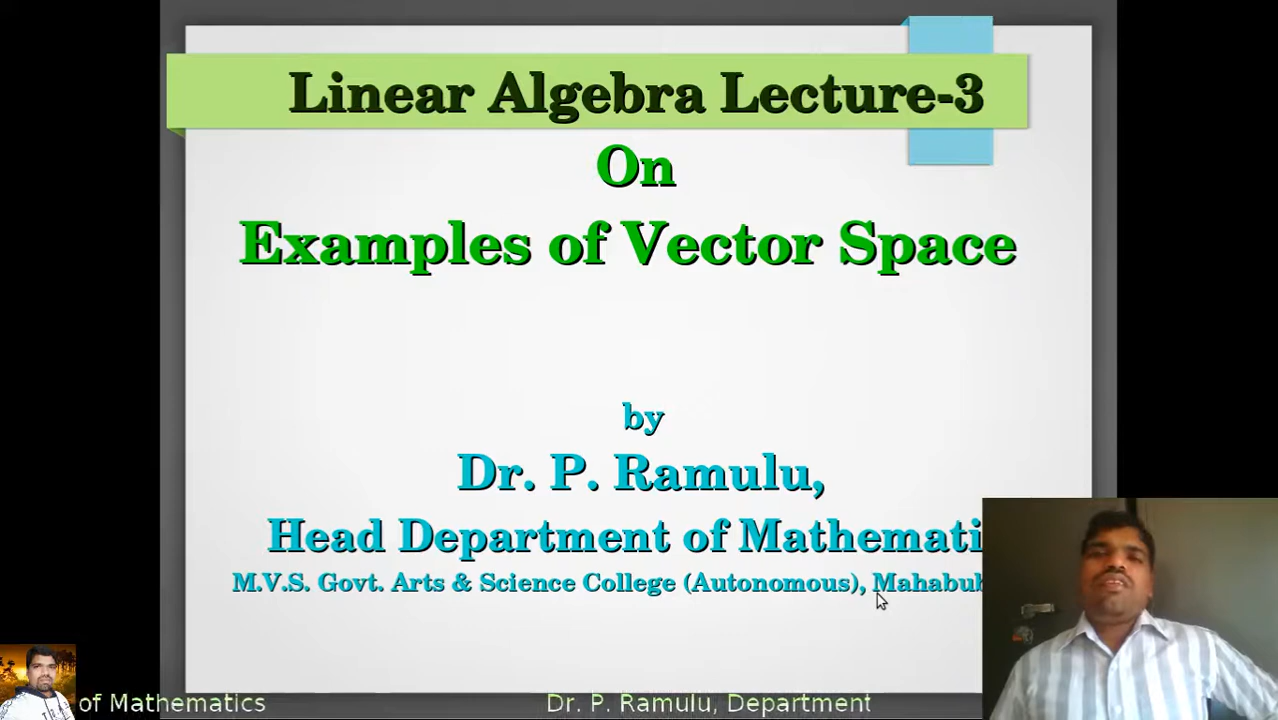 Linear Algebra Lecture-3
On
Examples of Vector Space
by
Dr. P. Ramulu,
Head Department of Mathemati
M.V.S. Govt. Arts & Science College (Autonomous), Mahabub
of Mathematics
Dr. P. Ramulu, Department